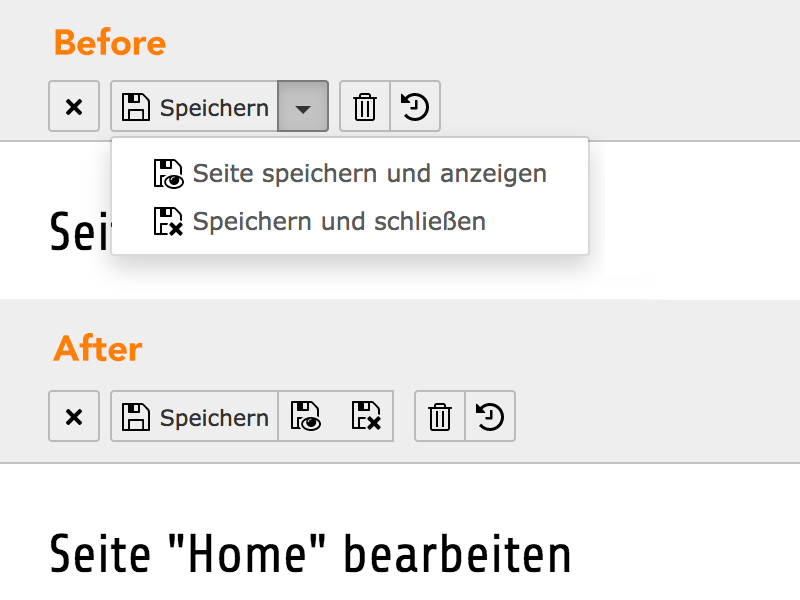 Before
Speichern
Seite speichern und anzeigen
Speichern und schließen
Sei
After
Speichern
Seite "Home" bearbeiten